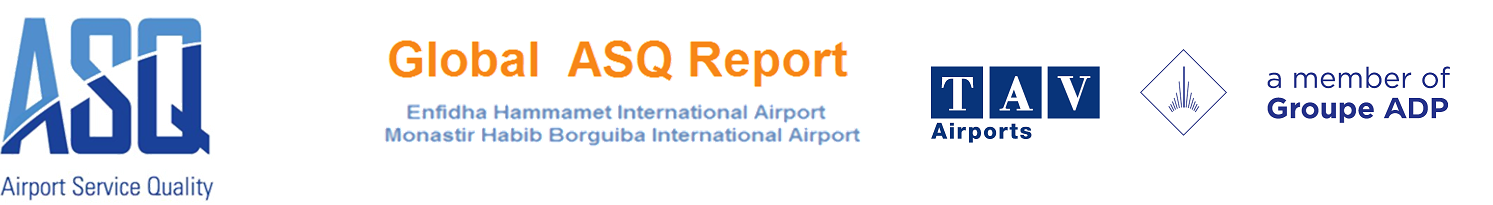 ASQ
Airport Service Quality
Global ASQ Report
Enfidha Hammamet International Airport
Monastir Habib Borguiba International Airport
TAV
Airports
a member of
Groupe ADP